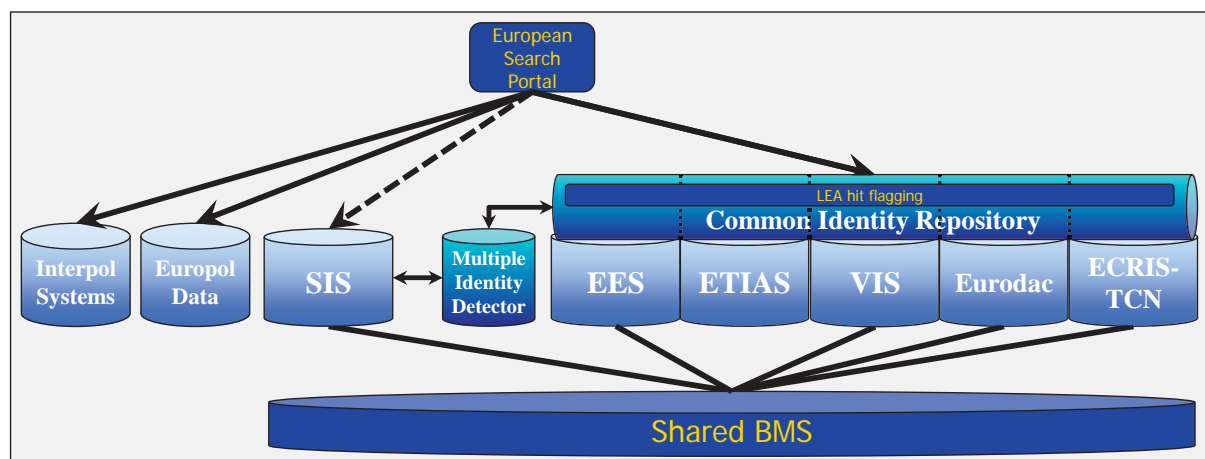 European
Search
Portal
LEA hit flagging
Common Identity Repository
Interpol
Systems
Europol
Data
SIS
Multiple
Identity
Detector
EES
ETIAS
VIS
Eurodac
ECRIS-
TCN
Shared BMS